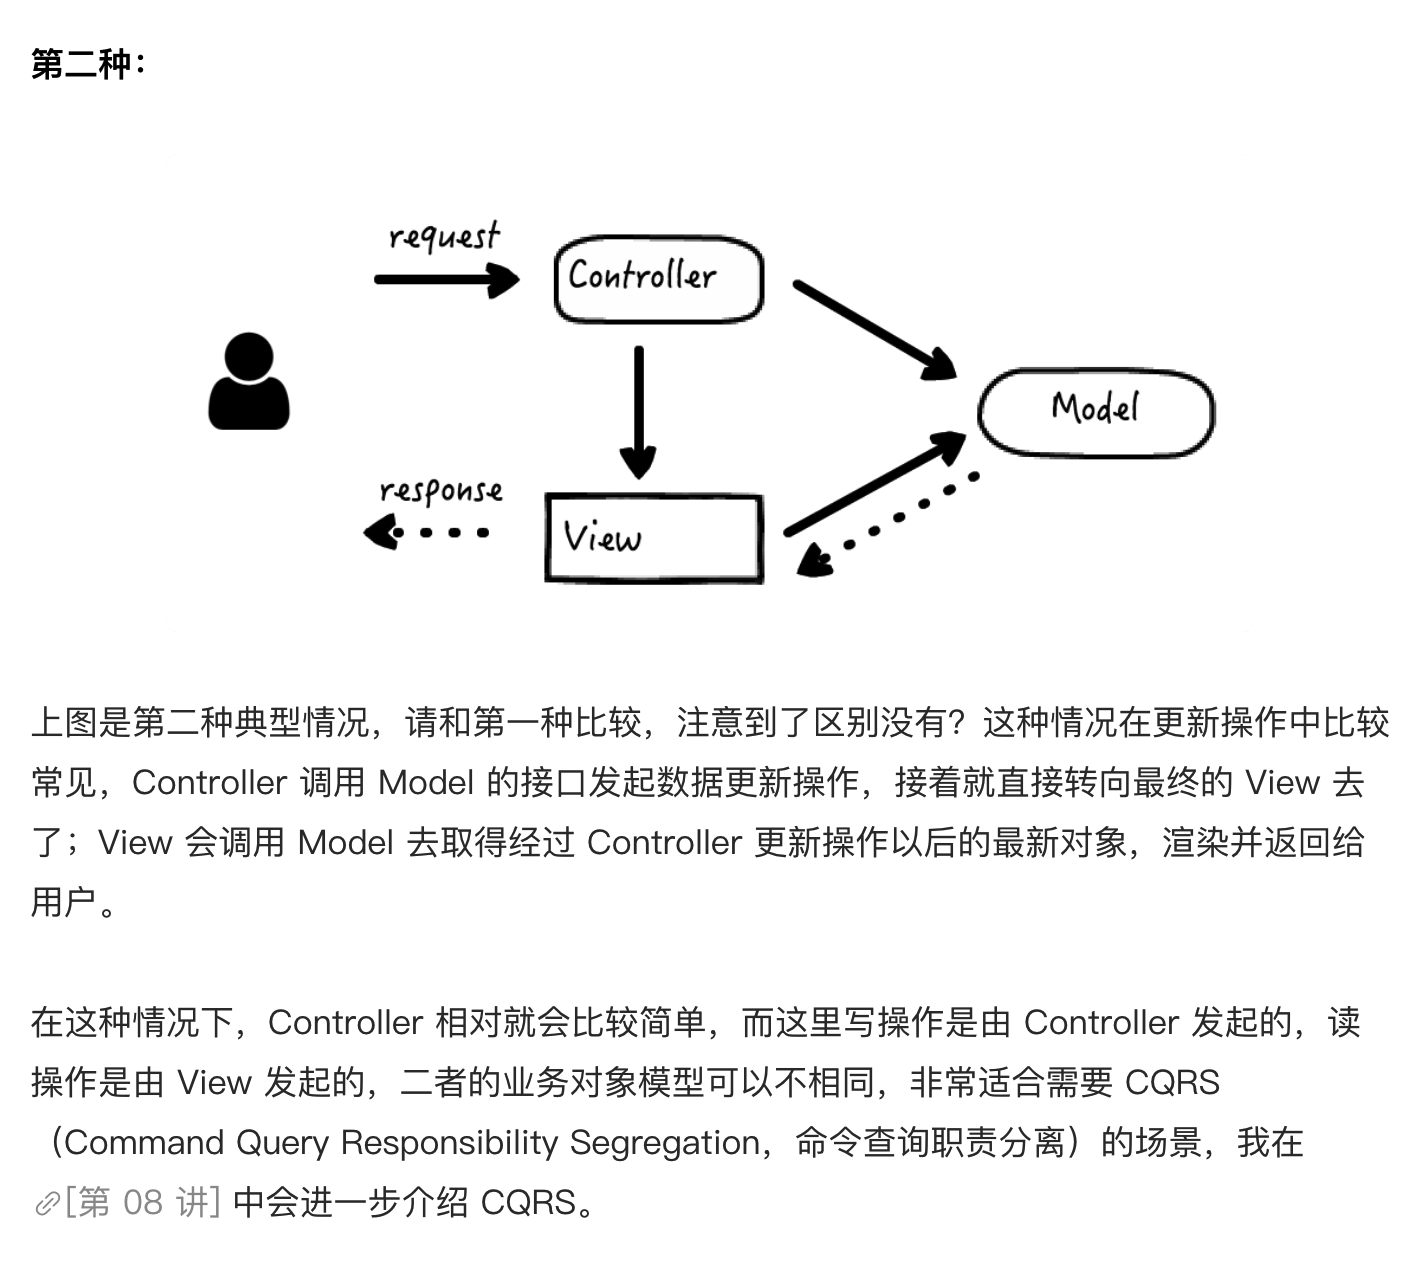 第二种：
request
Controller
Model
response
View
上图是第二种典型情况，请和第一种比较，注意到了区别没有？这种情况在更新操作中比较
常见，Controller 调用 Model 的接口发起数据更新操作，接着就直接转向最终的 View 去
了；View 会调用 Model 去取得经过 Controller 更新操作以后的最新对象，渲染并返回给
用户。
在这种情况下，Controller 相对就会比较简单，而这里写操作是由 Controller 发起的，读
操作是由 View 发起的，二者的业务对象模型可以不相同，非常适合需要 CQRS
（Command Query Responsibility Segregation，命令查询职责分离）的场景，我在
[第 08 讲] 中会进一步介绍 CQRS。